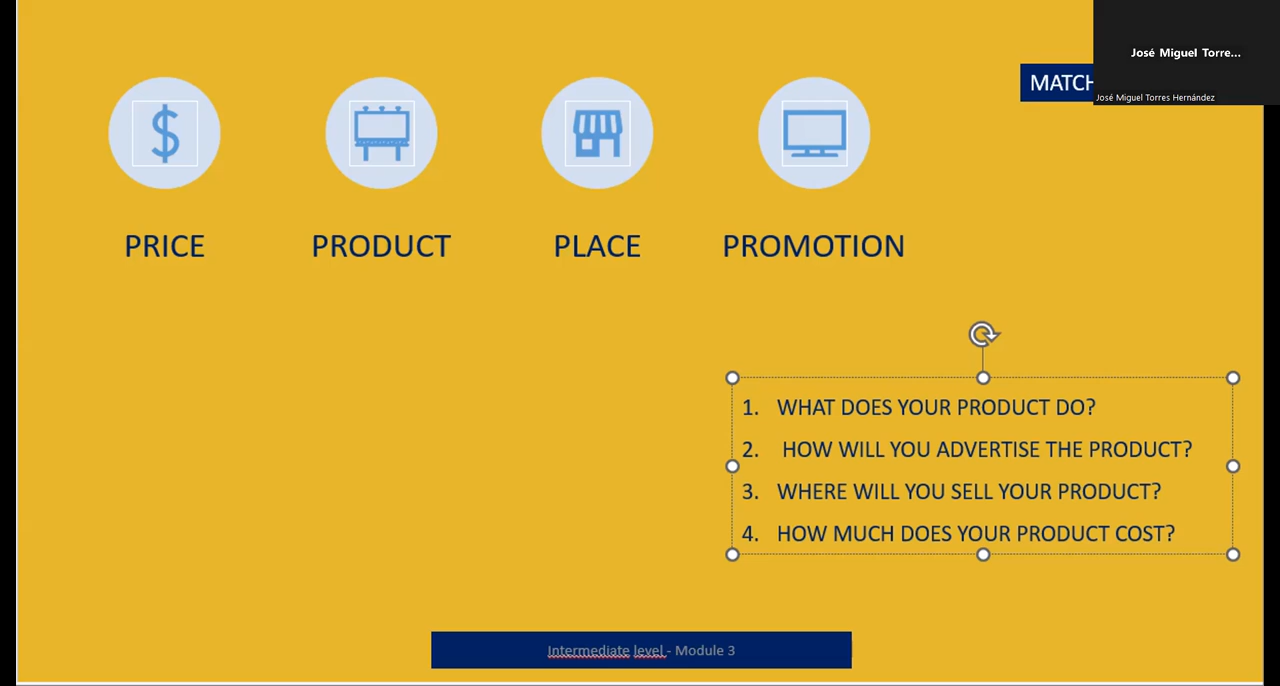 José Miguel Torre...
MATCH
José Miguel Torres Hernández
$
PRICE
PRODUCT
PLACE
PROMOTION
1. WHAT DOES YOUR PRODUCT DO?
2. HOW WILL YOU ADVERTISE THE PRODUCT?
3. WHERE WILL YOU SELL YOUR PRODUCT?
4. HOW MUCH DOES YOUR PRODUCT COST?
Intermediate level - Module 3